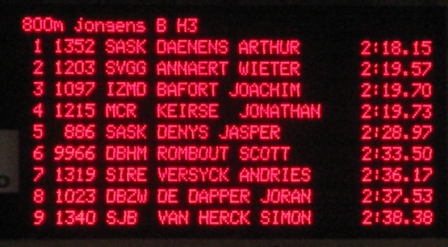 800m jongens B H3
1 1352 SASK DAENENS ARTHUR 2:18.15
2 1203 SVGG ANNAERT WIETER 2:19.57
3 1097 IZMD BAFORT JOACHIM 2:19.70
4 1215 MCR KEIRSE JONATHAN 2:19.73
5 886 SASK DENYS JASPER 2:28.97
6 9966 DBHM ROMBOUT SCOTT 2:33.50
7 1319 SIRE VERSYCK ANDRIES 2:36.17
8 1023 DBZW DE DAPPER JORAN 2:37.53
9 1340 SJB VAN HERCK SIMON 2:38.38